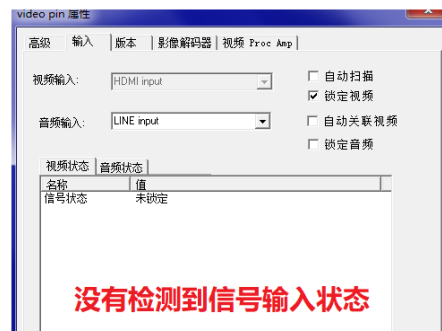 video pin 属性
高级 输入 版本 影像解码器 视频 Proc Amp
视频输入: HDMI input 自动扫描
锁定视频
音频输入: LINE input 自动关联视频
锁定音频
视频状态 音频状态
名称 值
信号状态 未锁定
没有检测到信号输入状态